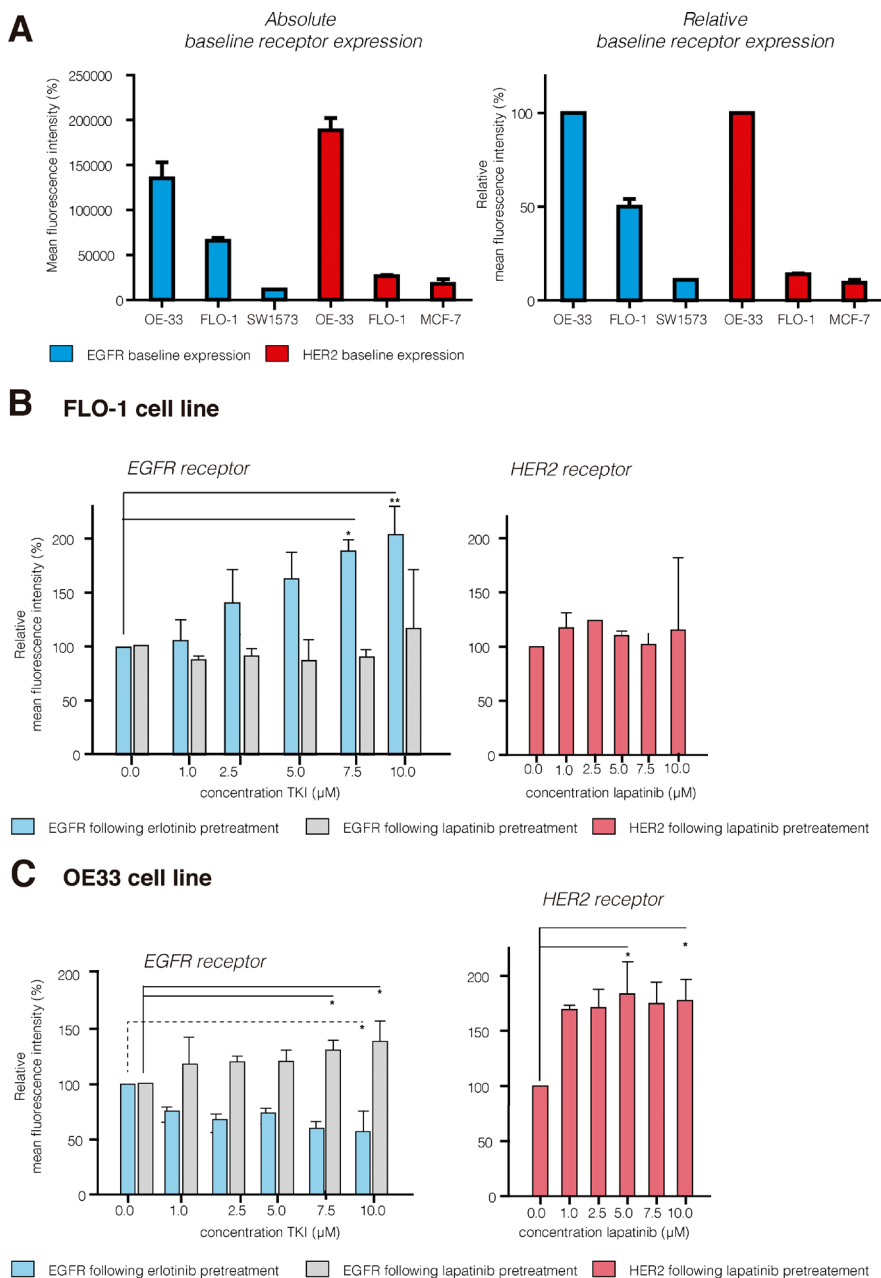 A
Absolute
baseline receptor expression
Relative
baseline receptor expression
Mean fluorescence intensity (%)
250000
200000
150000
100000
50000
0
OE-33 FLO-1 SW1573 OE-33 FLO-1 MCF-7
Relative
mean fluorescence intensity (%)
100
50
0
OE-33 FLO-1 SW1573 OE-33 FLO-1 MCF-7
EGFR baseline expression HER2 baseline expression
B FLO-1 cell line
EGFR receptor
Relative
mean fluorescence intensity (%)
200
150
100
50
0
* **
0.0 1.0 2.5 5.0 7.5 10.0
concentration TKI (µM)
HER2 receptor
200
150
100
50
0
0.0 1.0 2.5 5.0 7.5 10.0
concentration lapatinib (µM)
EGFR following erlotinib pretreatment EGFR following lapatinib pretreatment HER2 following lapatinib pretreatement
C OE33 cell line
EGFR receptor
Relative
mean fluorescence intensity (%)
200
150
100
50
0
* * *
0.0 1.0 2.5 5.0 7.5 10.0
concentration TKI (µM)
HER2 receptor
200
150
100
50
0
* *
0.0 1.0 2.5 5.0 7.5 10.0
concentration lapatinib (µM)
EGFR following erlotinib pretreatment EGFR following lapatinib pretreatment HER2 following lapatinib pretreatement